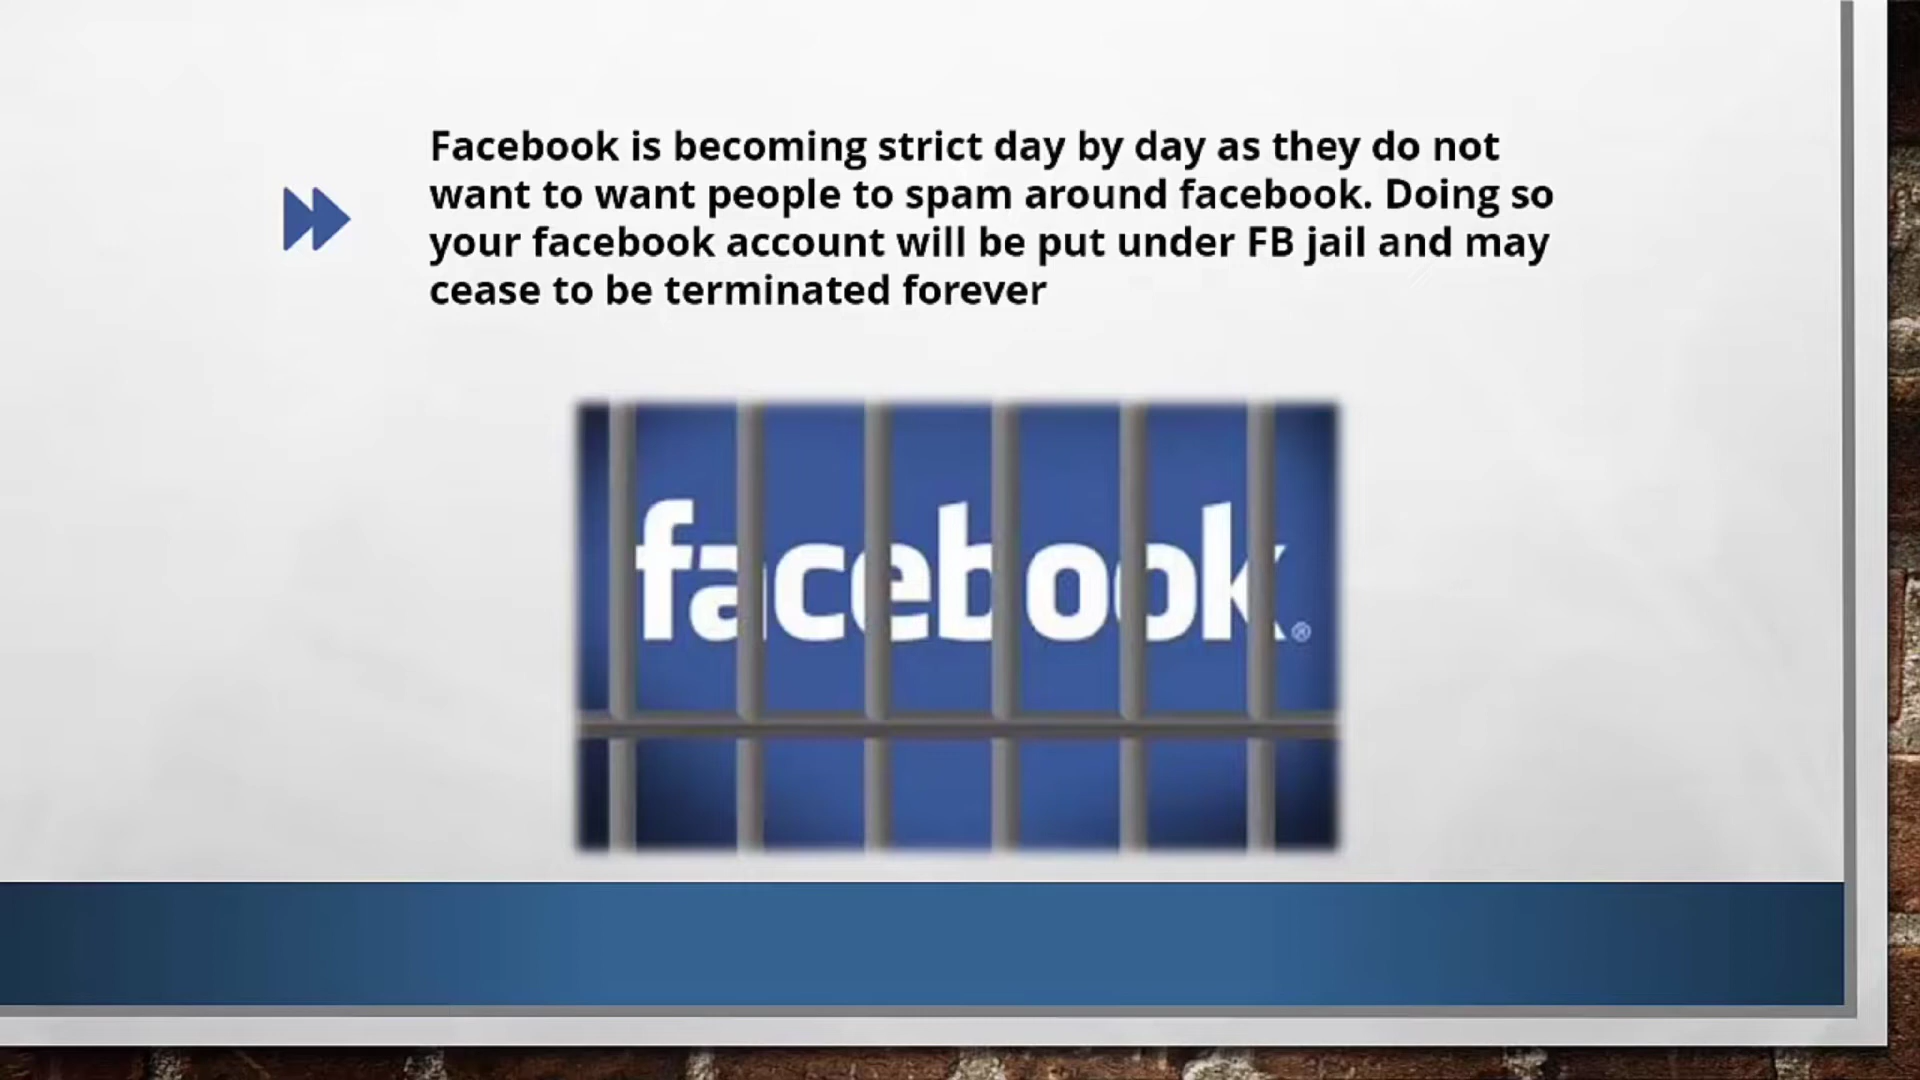 Facebook is becoming strict day by day as they do not
want to want people to spam around facebook. Doing so
your facebook account will be put under FB jail and may
cease to be terminated forever
facebook®